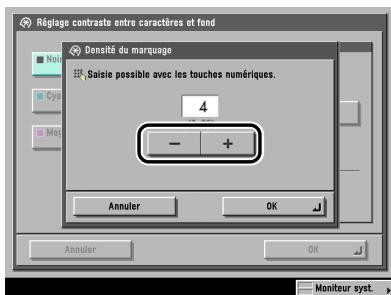 Réglage contraste entre caractères et fond
Densité du marquage
Noir
Saisie possible avec les touches numériques.
Cya
4
Mag
− +
Annuler OK
Annuler OK
Moniteur syst.